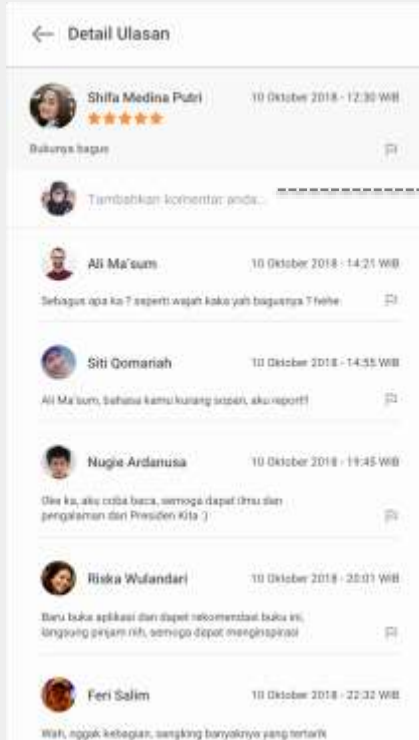 Detail Ulasan
Shifa Medina Putri 10 Oktober 2018 - 12:30 WIB
Bukunya bagus
Tambahkan komentar anda...
Ali Ma'sum 10 Oktober 2018 - 14:21 WIB
Sebagus apa ka ? seperti wajah kaka yah bagusnya ? hehe
Siti Qomariah 10 Oktober 2018 - 14:55 WIB
Ali Ma'sum, bahasa kamu kurang sopan, aku report!!
Nugie Ardanusa 10 Oktober 2018 - 19:45 WIB
Oke ka, aku coba baca, semoga dapat ilmu dan
pengalaman dari Presiden Kita :)
Riska Wulandari 10 Oktober 2018 - 20:01 WIB
Baru buka aplikasi dan dapet rekomendasi buku ini,
langsung pinjam nih, semoga dapat menginspirasi
Feri Salim 10 Oktober 2018 - 22:32 WIB
Wah, nggak kebagian, sangking banyaknya yang tertarik